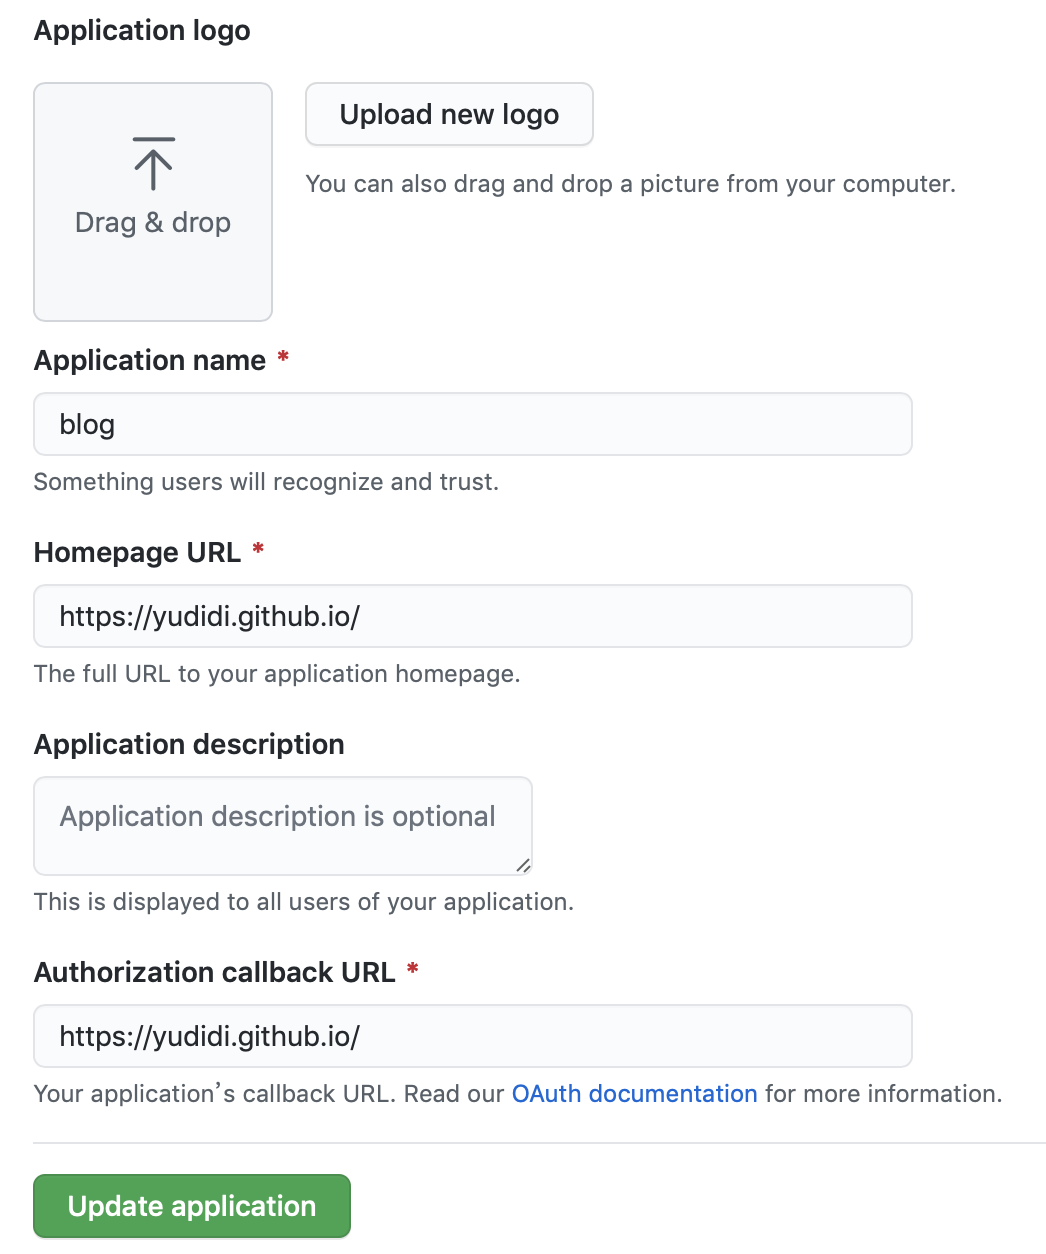 Application logo
Upload new logo
You can also drag and drop a picture from your computer.
Drag & drop
Application name *
blog
Something users will recognize and trust.
Homepage URL *
https://yudidi.github.io/
The full URL to your application homepage.
Application description
Application description is optional
This is displayed to all users of your application.
Authorization callback URL *
https://yudidi.github.io/
Your application’s callback URL. Read our OAuth documentation for more information.
Update application